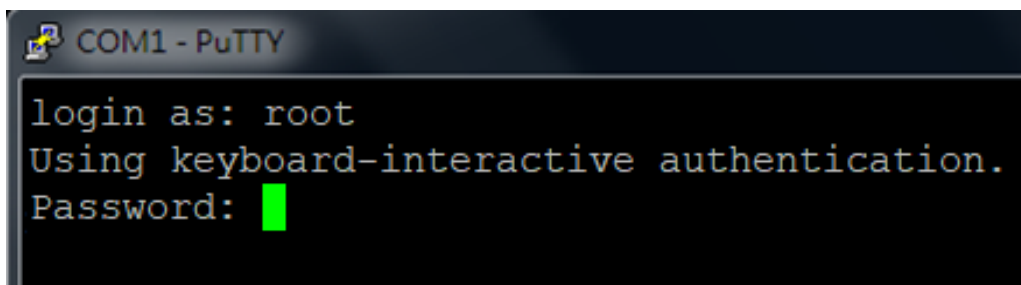 COM1 - PuTTY
login as: root
Using keyboard-interactive authentication.
Password: